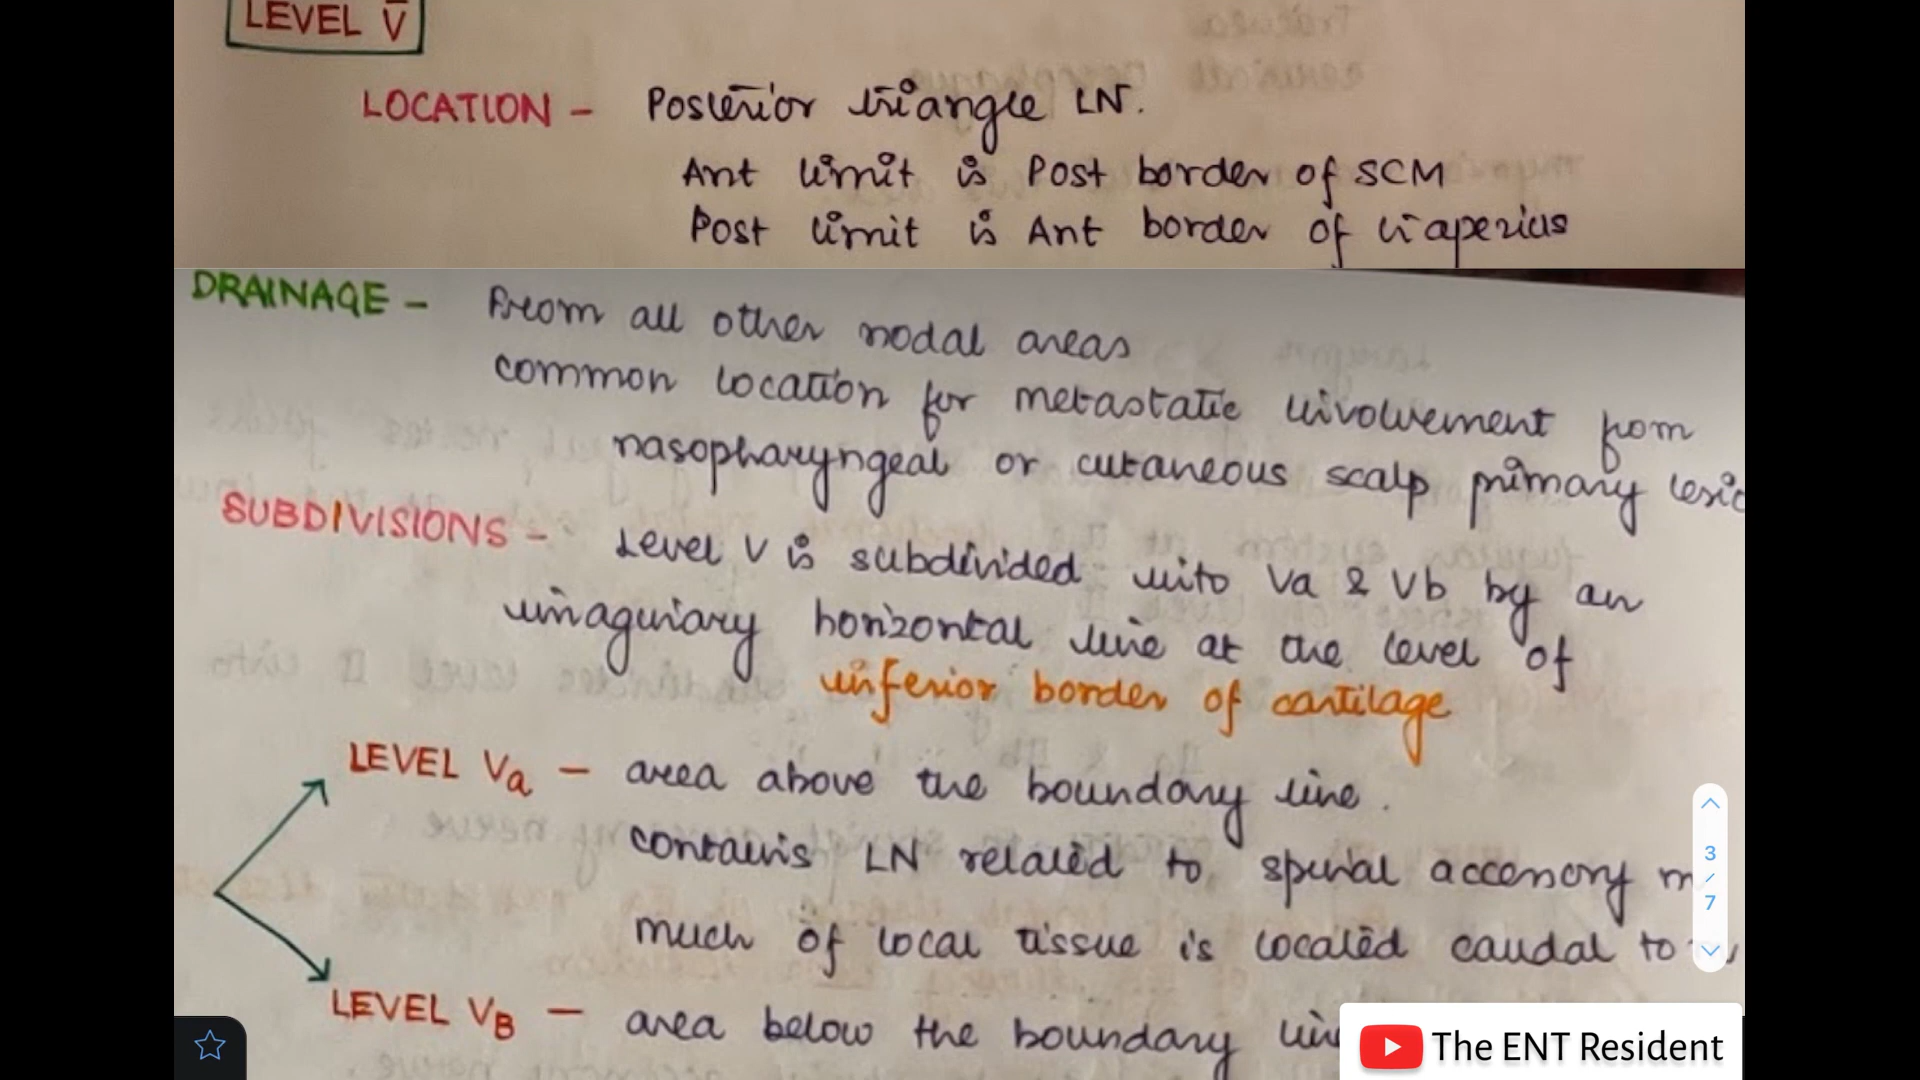 LEVEL V
LOCATION - Posterior triangle LN.
Ant limit is Post border of SCM
Post limit is Ant border of trapezius
DRAINAGE - From all other nodal areas
common location for metastatic involvement from
nasopharyngeal or cutaneous scalp primary
SUBDIVISIONS - Level V is subdivided into Va & Vb by an
imaginary horizontal line at the level of
inferior border of cartilage
LEVEL Va - area above the boundary line.
contains LN related to spinal accessory
much of local tissue is located caudal to
LEVEL VB - area below the boundary line
3
/
7
The ENT Resident